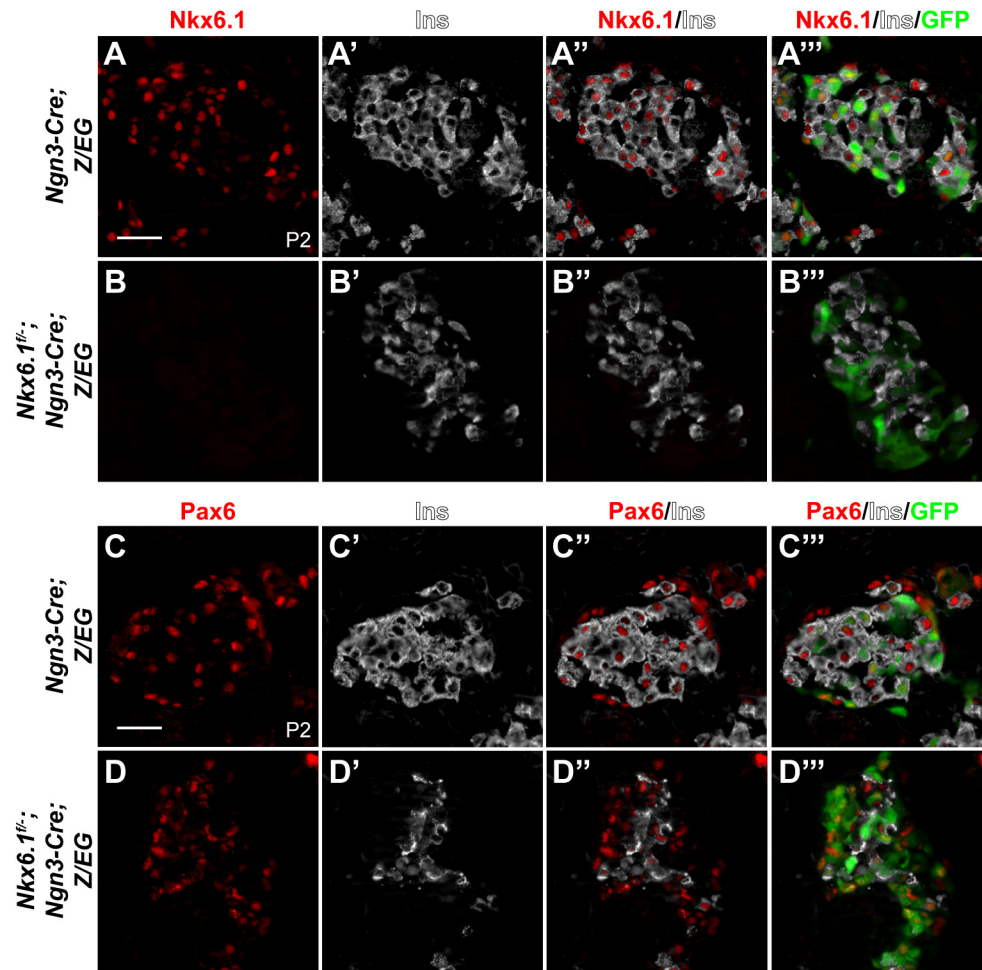 Nkx6.1 Ins Nkx6.1/Ins Nkx6.1/Ins/GFP
Ngn3-Cre;
Z/EG
A A’ A’’ A’’’
P2
Nkx6.1f/-;
Ngn3-Cre;
Z/EG
B B’ B’’ B’’’
Pax6 Ins Pax6/Ins Pax6/Ins/GFP
Ngn3-Cre;
Z/EG
C C’ C’’ C’’’
P2
Nkx6.1f/-;
Ngn3-Cre;
Z/EG
D D’ D’’ D’’’